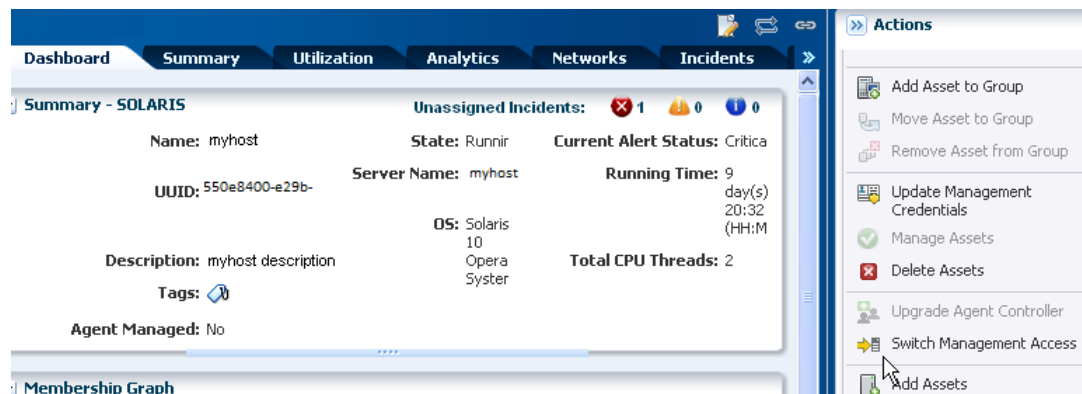 Actions
Dashboard Summary Utilization Analytics Networks Incidents
Summary - SOLARIS Unassigned Incidents: 1 0 0
Name: myhost State: Runnir Current Alert Status: Critica
UUID: 550e8400-e29b- Server Name: myhost Running Time: 9
day(s)
20:32
(HH:M
OS: Solaris
10
Opera
Syster
Description: myhost description Total CPU Threads: 2
Tags:
Agent Managed: No
Membership Graph
Add Asset to Group
Move Asset to Group
Remove Asset from Group
Update Management
Credentials
Manage Assets
Delete Assets
Upgrade Agent Controller
Switch Management Access
Add Assets